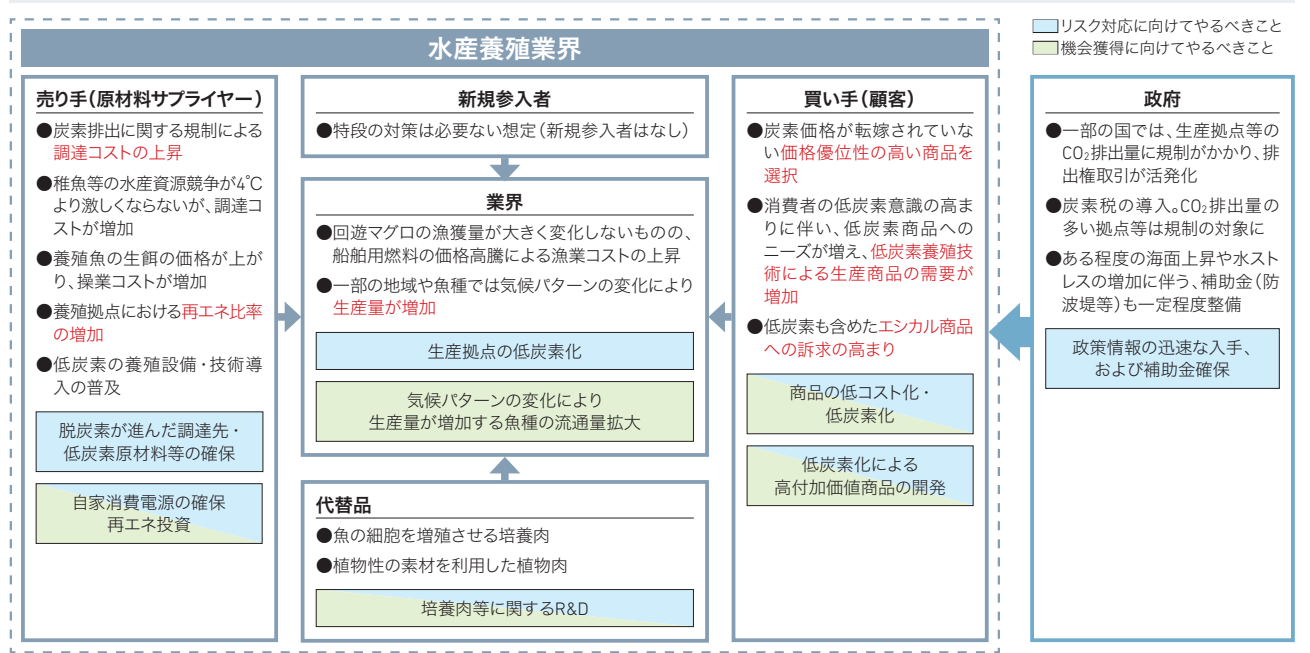 リスク対応に向けてやるべきこと
機会獲得に向けてやるべきこと
水産養殖業界
売り手(原材料サプライヤー)
●炭素排出に関する規制による
調達コストの上昇
●稚魚等の水産資源競争が4℃
より激しくならないが、調達コ
ストが増加
●養殖魚の生餌の価格が上が
り、操業コストが増加
●養殖拠点における再エネ比率
の増加
●低炭素の養殖設備・技術導
入の普及
脱炭素が進んだ調達先・
低炭素原材料等の確保
自家消費電源の確保
再エネ投資
新規参入者
●特段の対策は必要ない想定(新規参入者はなし)
業界
●回遊マグロの漁獲量が大きく変化しないものの、
船舶用燃料の価格高騰による漁業コストの上昇
●一部の地域や魚種では気候パターンの変化により
生産量が増加
生産拠点の低炭素化
気候パターンの変化により
生産量が増加する魚種の流通量拡大
代替品
●魚の細胞を増殖させる培養肉
●植物性の素材を利用した植物肉
培養肉等に関するR&D
買い手(顧客)
●炭素価格が転嫁されていな
い価格優位性の高い商品を
選択
●消費者の低炭素意識の高ま
りに伴い、低炭素商品への
ニーズが増え、低炭素養殖技
術による生産商品の需要が
増加
●低炭素も含めたエシカル商品
への訴求の高まり
商品の低コスト化・
低炭素化
低炭素化による
高付加価値商品の開発
政府
●一部の国では、生産拠点等の
CO₂排出量に規制がかかり、排
出権取引が活発化
●炭素税の導入。CO₂排出量の
多い拠点等は規制の対象に
●ある程度の海面上昇や水スト
レスの増加に伴う、補助金(防
波堤等)も一定程度整備
政策情報の迅速な入手、
および補助金確保